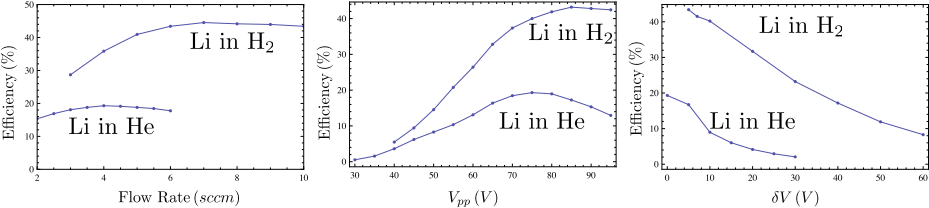 Efficiency (%)
50
40
30
20
10
0
Li in H2
Li in He
2 4 6 8 10
Flow Rate (sccm)
Efficiency (%)
40
30
20
10
0
Li in H2
Li in He
30 40 50 60 70 80 90
Vpp (V)
Efficiency (%)
40
30
20
10
0
Li in H2
Li in He
0 10 20 30 40 50 60
δV (V)